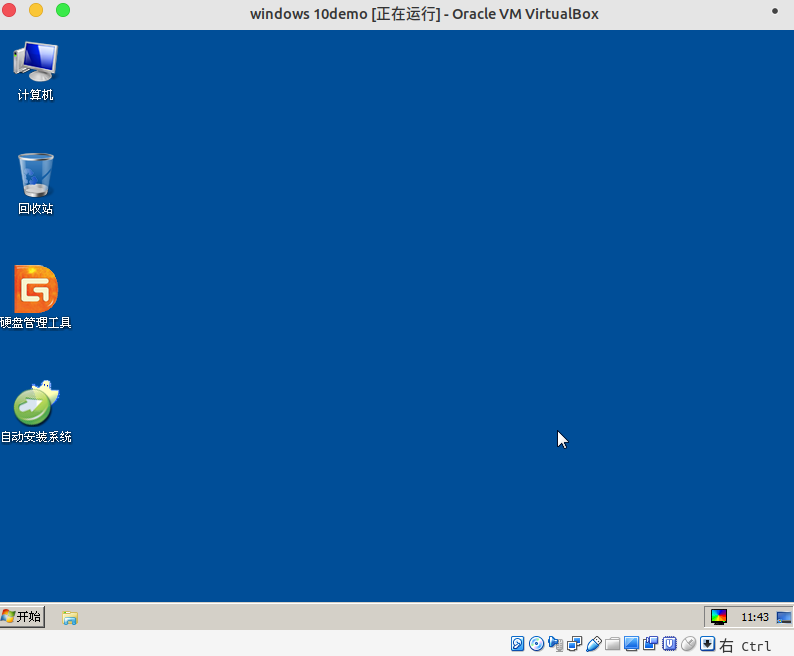 windows 10demo [正在运行] - Oracle VM VirtualBox
计算机
回收站
硬盘管理工具
自动安装系统
开始
11:43
右 Ctrl